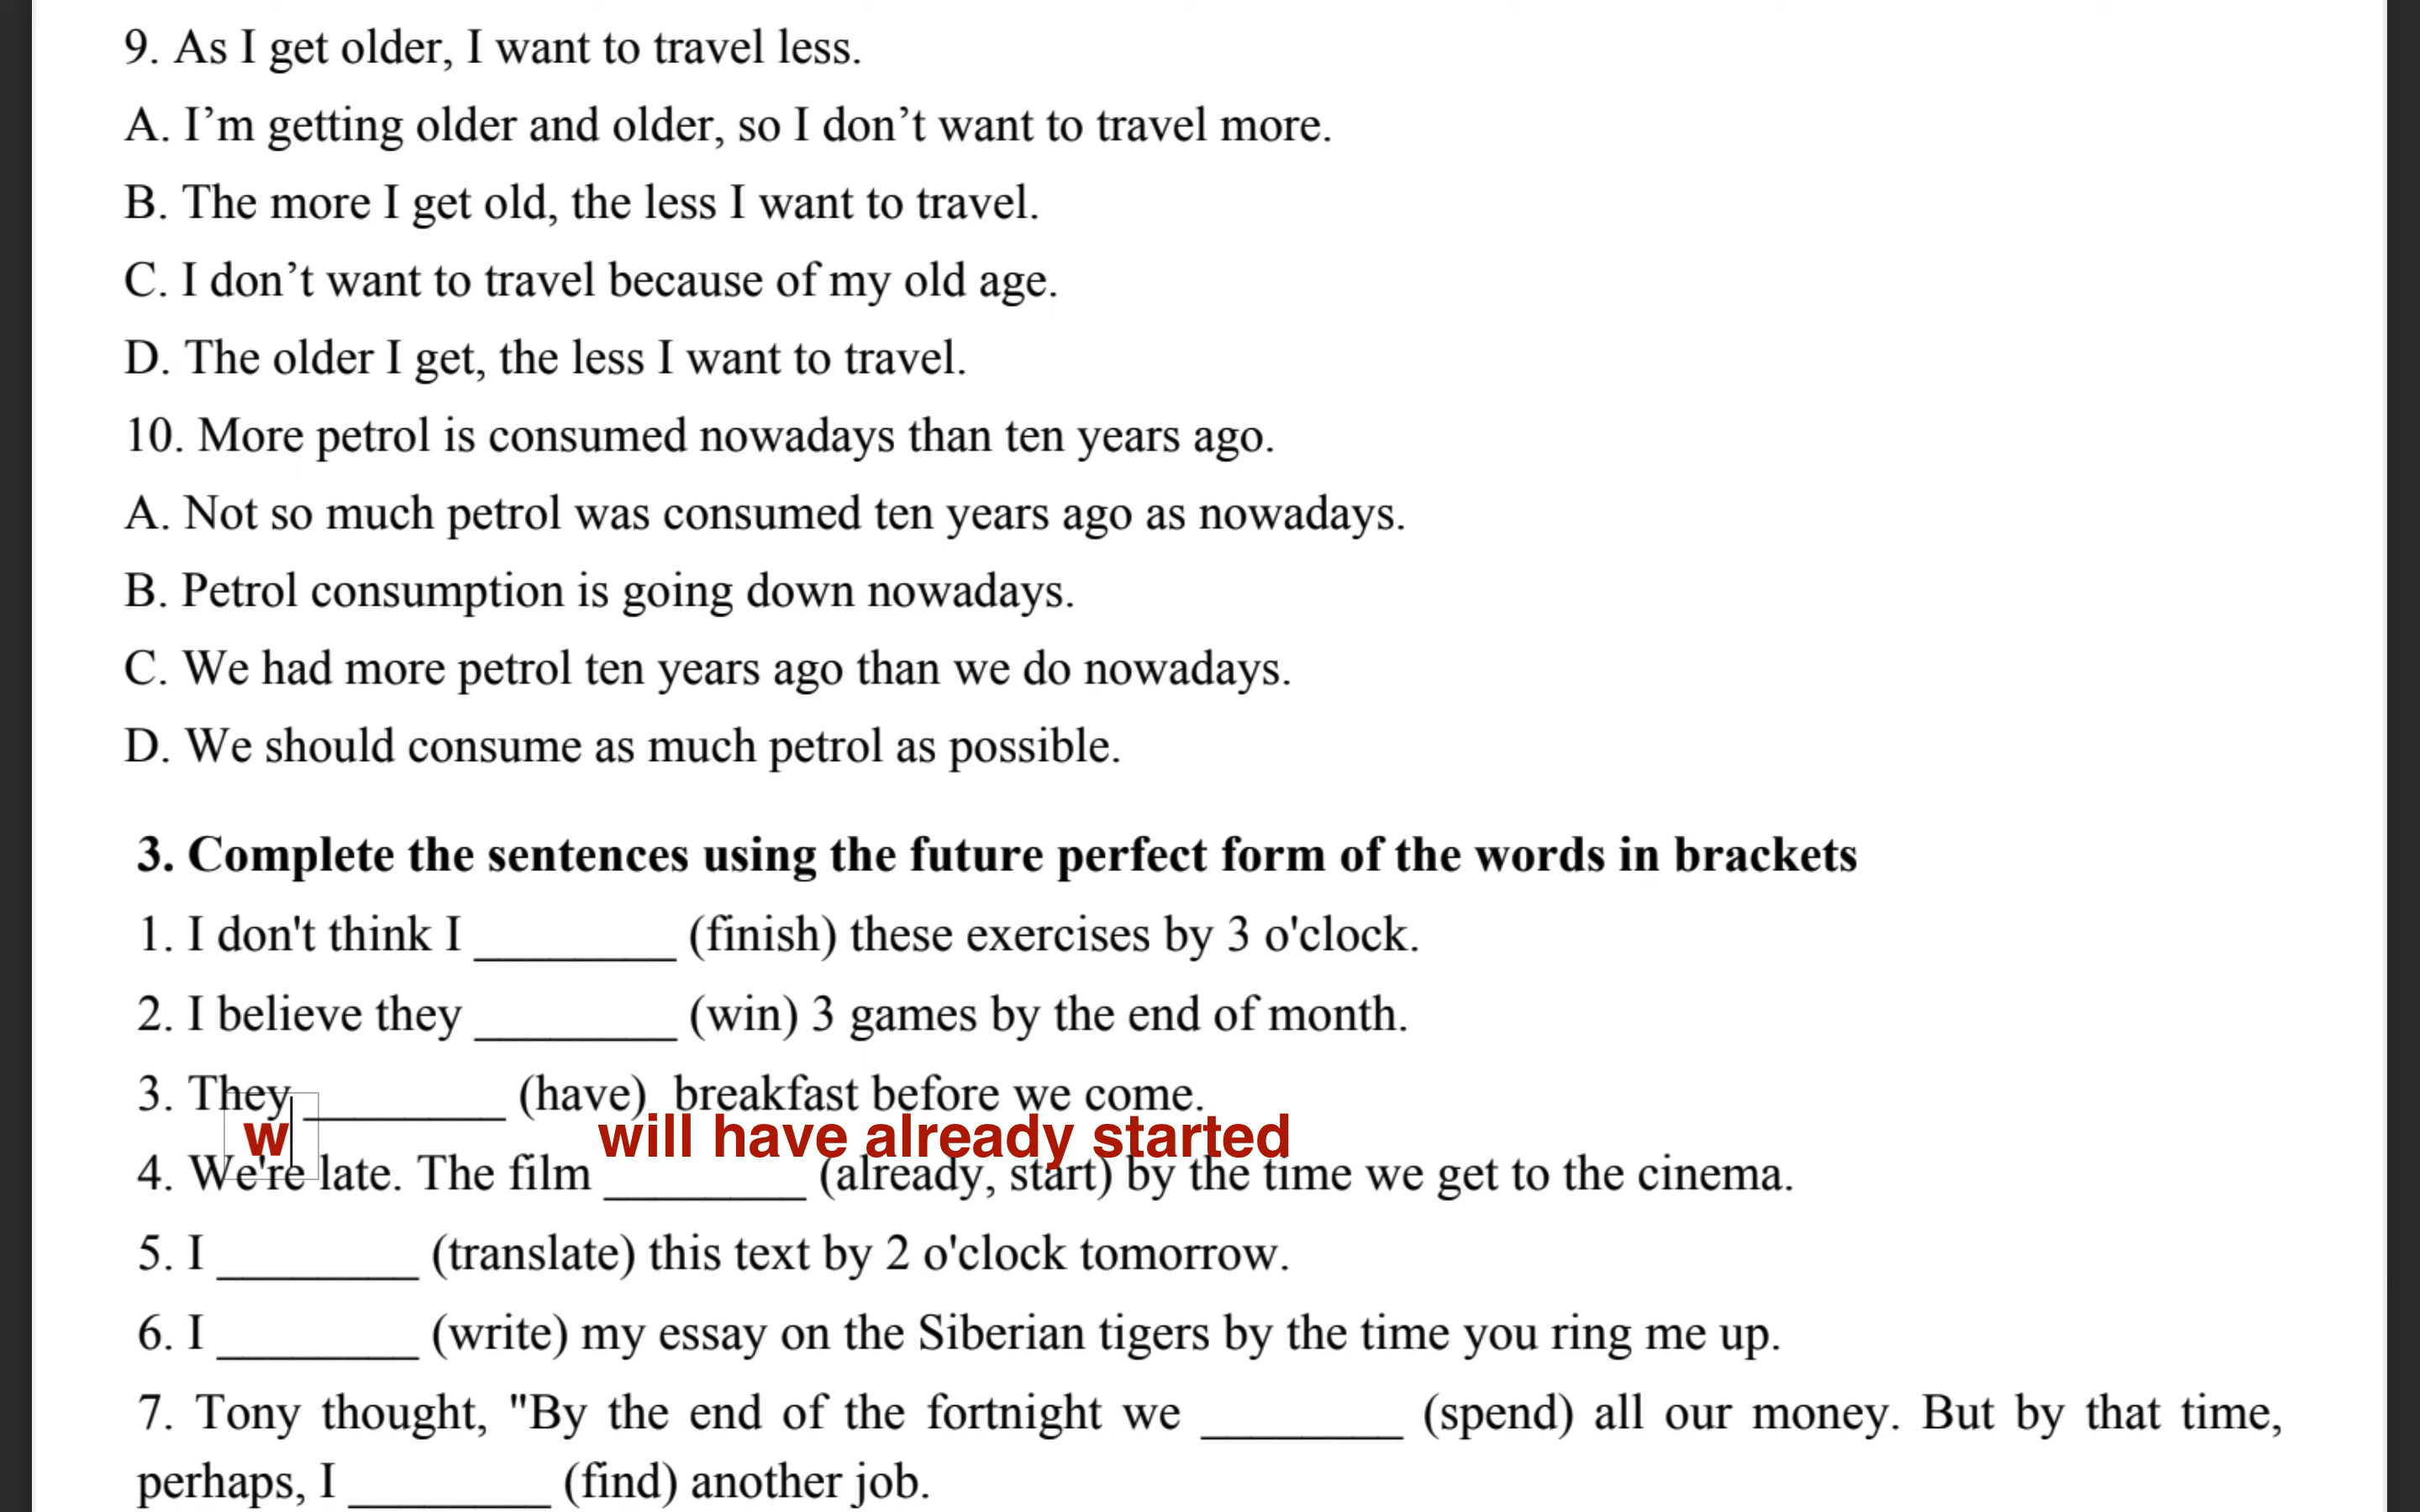 9. As I get older, I want to travel less.
A. I’m getting older and older, so I don’t want to travel more.
B. The more I get old, the less I want to travel.
C. I don’t want to travel because of my old age.
D. The older I get, the less I want to travel.
10. More petrol is consumed nowadays than ten years ago.
A. Not so much petrol was consumed ten years ago as nowadays.
B. Petrol consumption is going down nowadays.
C. We had more petrol ten years ago than we do nowadays.
D. We should consume as much petrol as possible.
3. Complete the sentences using the future perfect form of the words in brackets
1. I don't think I ________ (finish) these exercises by 3 o'clock.
2. I believe they ________ (win) 3 games by the end of month.
3. They ________ (have) breakfast before we come.
w will have already started
4. We're late. The film ________ (already, start) by the time we get to the cinema.
5. I ________ (translate) this text by 2 o'clock tomorrow.
6. I ________ (write) my essay on the Siberian tigers by the time you ring me up.
7. Tony thought, "By the end of the fortnight we ________ (spend) all our money. But by that time,
perhaps, I ________ (find) another job.